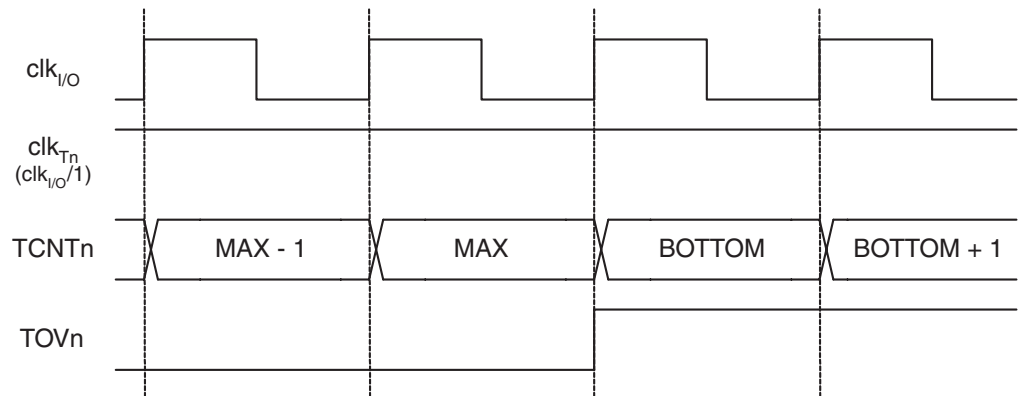 clkI/O
clkTn
(clkI/O/1)
TCNTn MAX - 1 MAX BOTTOM BOTTOM + 1
TOVn